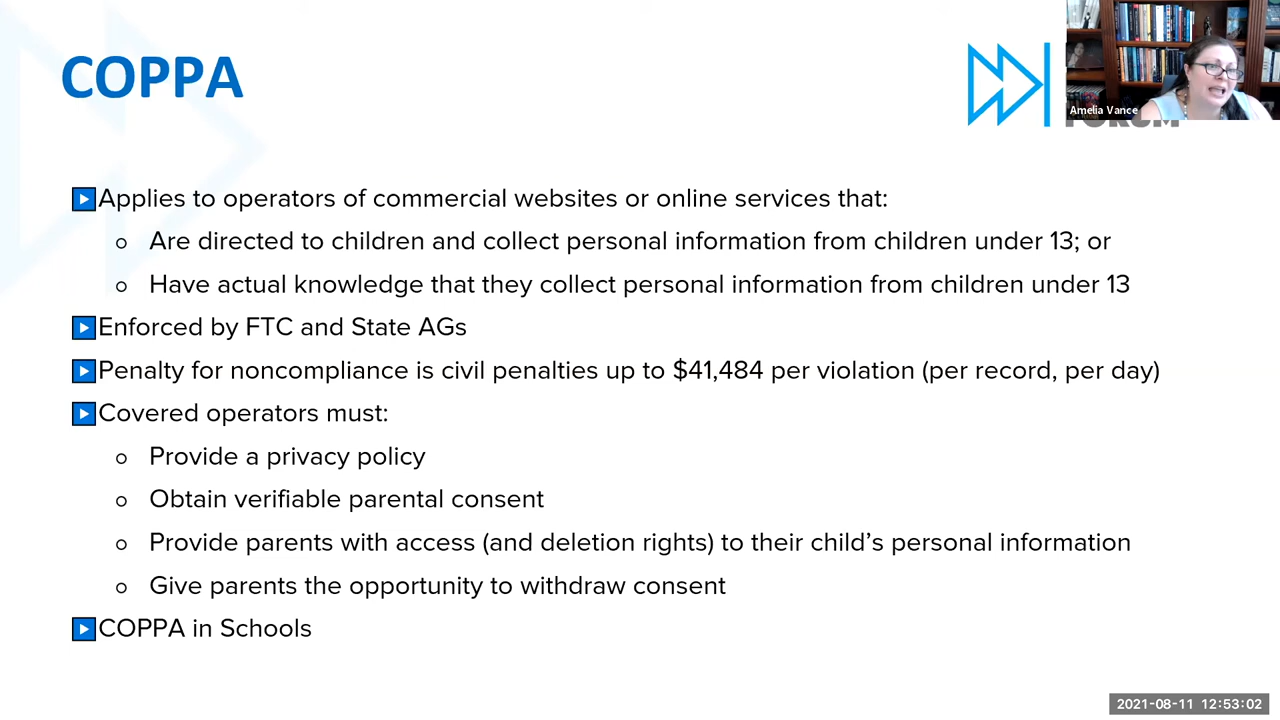 COPPA
Amelia Vance
FORUM
Applies to operators of commercial websites or online services that:
Are directed to children and collect personal information from children under 13; or
Have actual knowledge that they collect personal information from children under 13
Enforced by FTC and State AGs
Penalty for noncompliance is civil penalties up to $41,484 per violation (per record, per day)
Covered operators must:
Provide a privacy policy
Obtain verifiable parental consent
Provide parents with access (and deletion rights) to their child’s personal information
Give parents the opportunity to withdraw consent
COPPA in Schools
2021-08-11 12:53:02